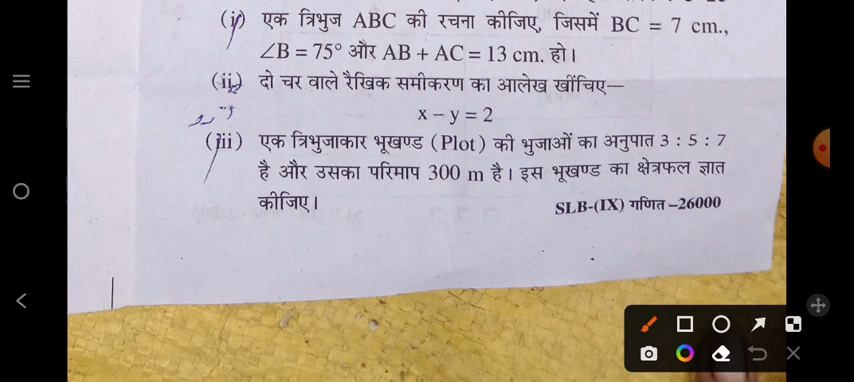 (i) एक त्रिभुज ABC की रचना कीजिए, जिसमें BC = 7 cm.,
∠B = 75° और AB + AC = 13 cm. हो।
(ii) दो चर वाले रैखिक समीकरण का आलेख खींचिए—
x – y = 2
(iii) एक त्रिभुजाकार भूखण्ड (Plot) की भुजाओं का अनुपात 3 : 5 : 7
है और उसका परिमाप 300 m है। इस भूखण्ड का क्षेत्रफल ज्ञात
कीजिए।
SLB-(IX) गणित –26000